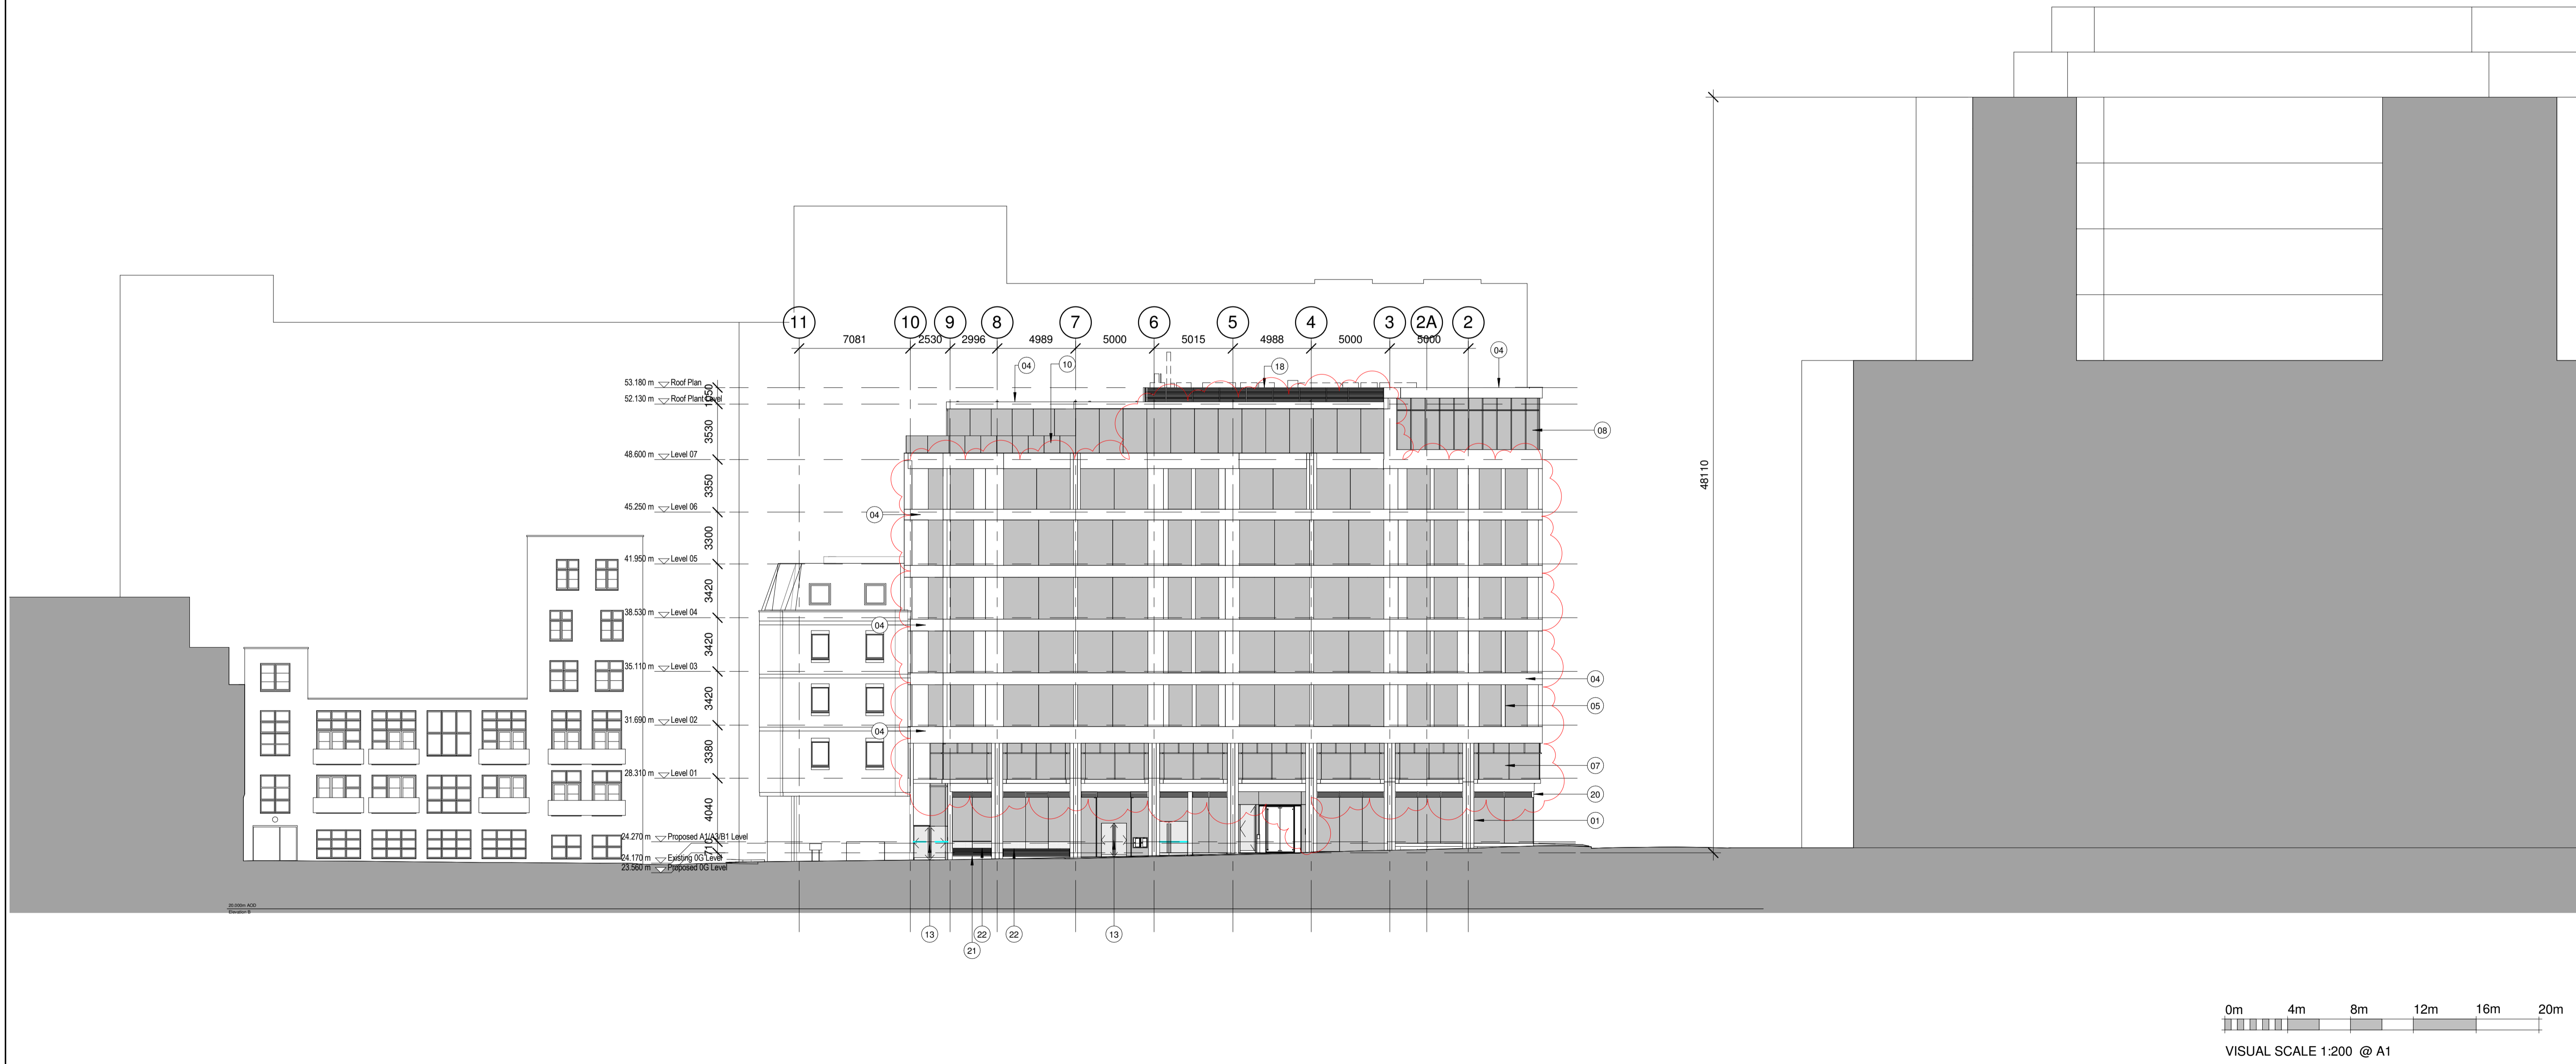 11 10 9 8 7 6 5 4 3 2A 2
7081 2530 2996 4989 5000 5015 4988 5000 5000
04 10 18 04
53.180 m Roof Plan
1050
52.130 m Roof Plant Level
3530
08
48.600 m Level 07
3350
45.250 m Level 06
04
3300
41.950 m Level 05
3420
38.530 m Level 04
04
3420
35.110 m Level 03
04
3420
05
31.690 m Level 02
04
3380
07
28.310 m Level 01
20
4040
01
24.270 m Proposed A1/A3/B1 Level
710
24.170 m Existing 0G Level
23.560 m Proposed 0G Level
48110
20.000m AOD
Elevation B
13 22 22 13
21
0m 4m 8m 12m 16m 20m
VISUAL SCALE 1:200 @ A1